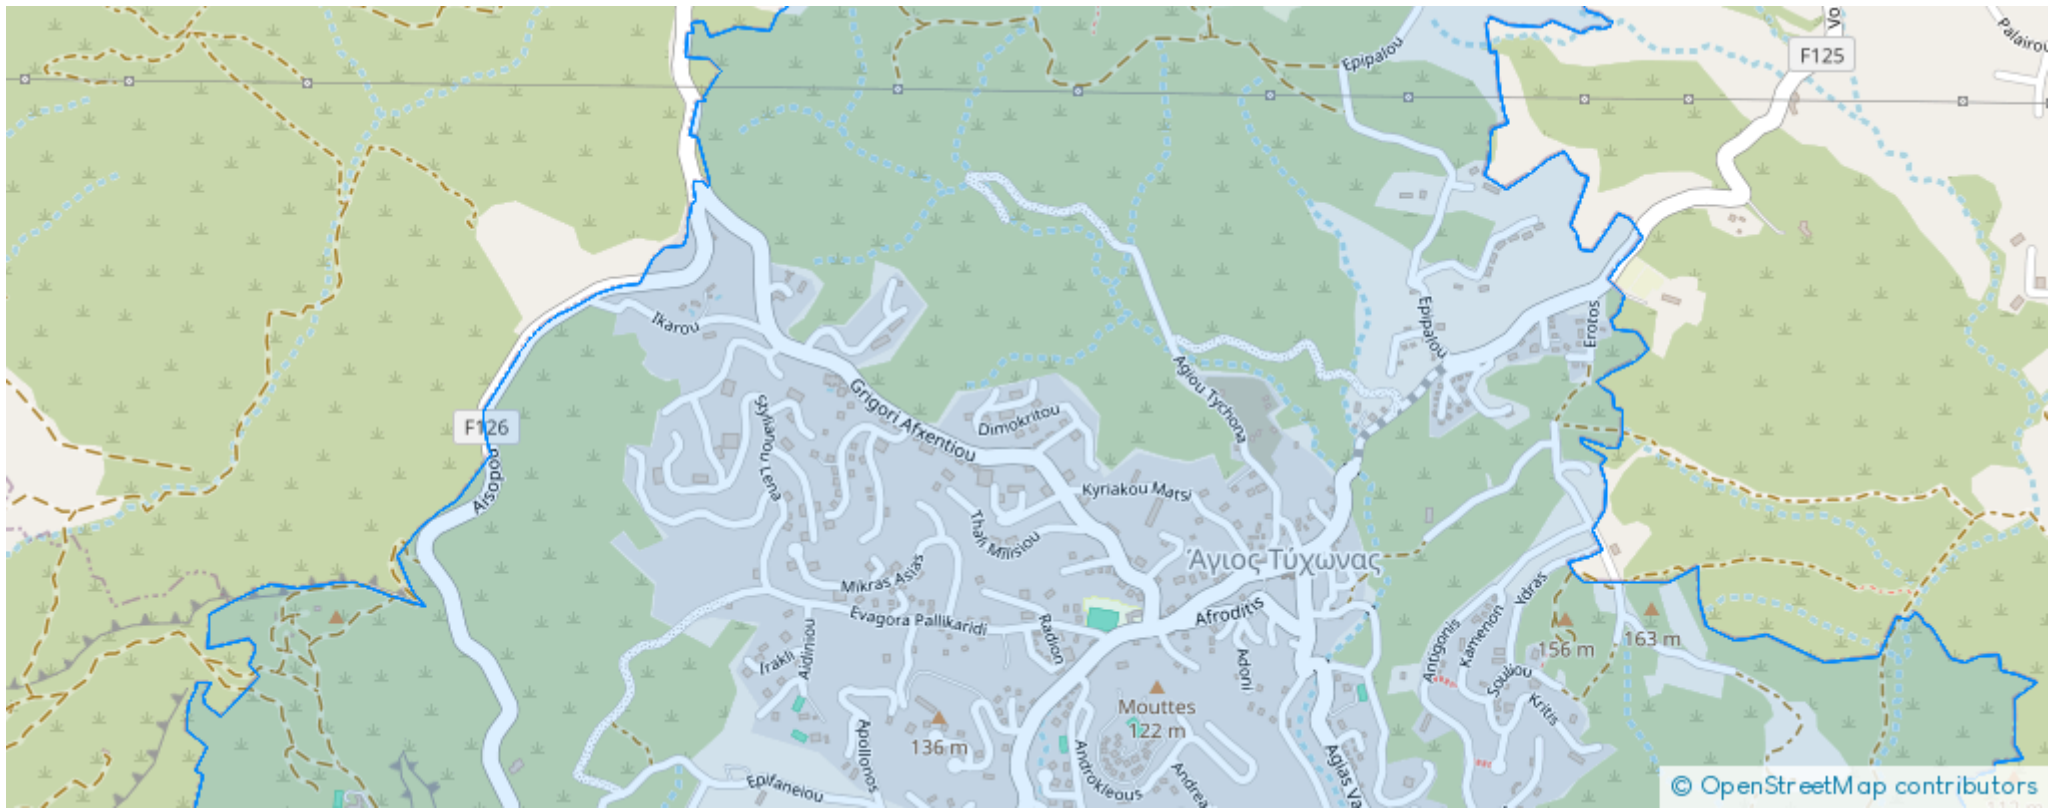 Epipalou
F125
Palairou
Ikarou
Epipalou
Erotos
F126
Aisopou
Grigori Afxentiou
Stylianou Lena
Dimokritou
Agiou Tychona
Kyriakou Matsi
Thali Milisiou
Άγιος Τύχωνας
Mikras Asias
Evagora Pallikaridi
Afroditis
Radion
Irakli
Aidiniou
Adoni
Antigonis
Kamenon
Ydras
Souliou
Kritis
156 m
163 m
Mouttes
122 m
136 m
Apollonos
Androkleous
Andrea
Agias Va
Epifaneiou
© OpenStreetMap contributors